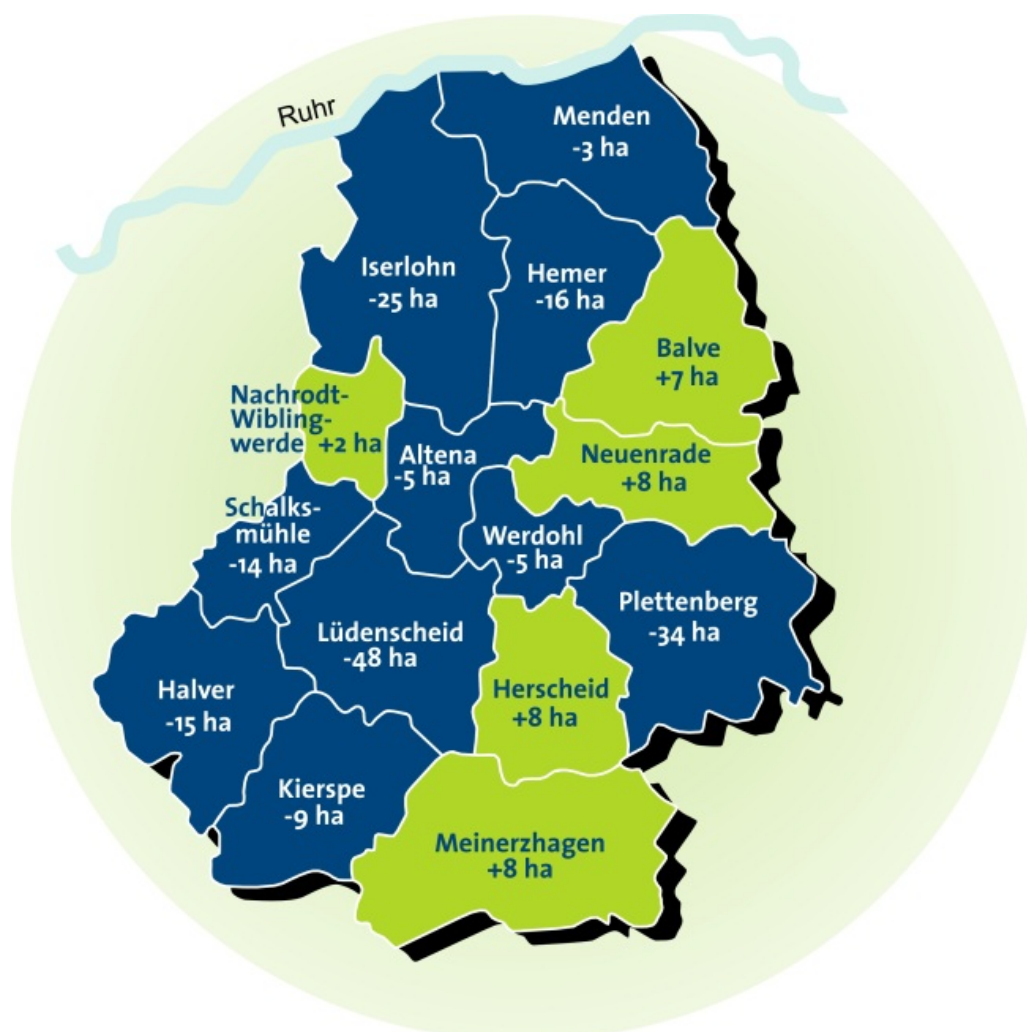 Ruhr
Menden
-3 ha
Iserlohn
-25 ha
Hemer
-16 ha
Balve
+7 ha
Nachrodt-
Wibling-
werde +2 ha
Altena
-5 ha
Neuenrade
+8 ha
Schalks-
mühle
-14 ha
Werdohl
-5 ha
Plettenberg
-34 ha
Lüdenscheid
-48 ha
Halver
-15 ha
Herscheid
+8 ha
Kierspe
-9 ha
Meinerzhagen
+8 ha